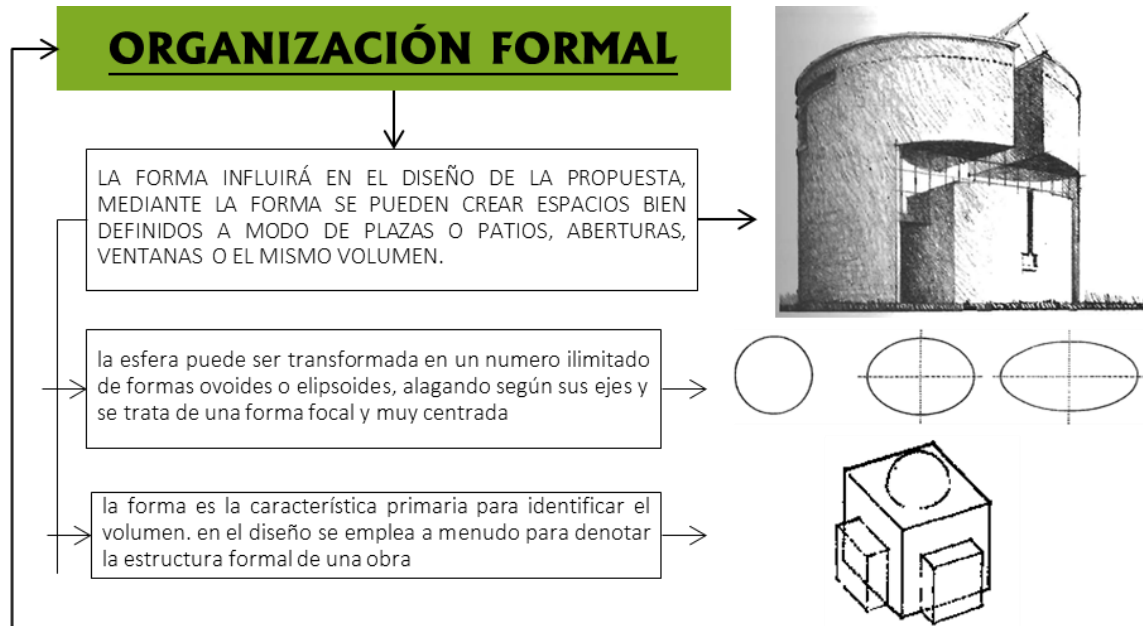 ORGANIZACIÓN FORMAL
LA FORMA INFLUIRÁ EN EL DISEÑO DE LA PROPUESTA,
MEDIANTE LA FORMA SE PUEDEN CREAR ESPACIOS BIEN
DEFINIDOS A MODO DE PLAZAS O PATIOS, ABERTURAS,
VENTANAS O EL MISMO VOLUMEN.
la esfera puede ser transformada en un numero ilimitado
de formas ovoides o elipsoides, alagando según sus ejes y
se trata de una forma focal y muy centrada
la forma es la característica primaria para identificar el
volumen. en el diseño se emplea a menudo para denotar
la estructura formal de una obra